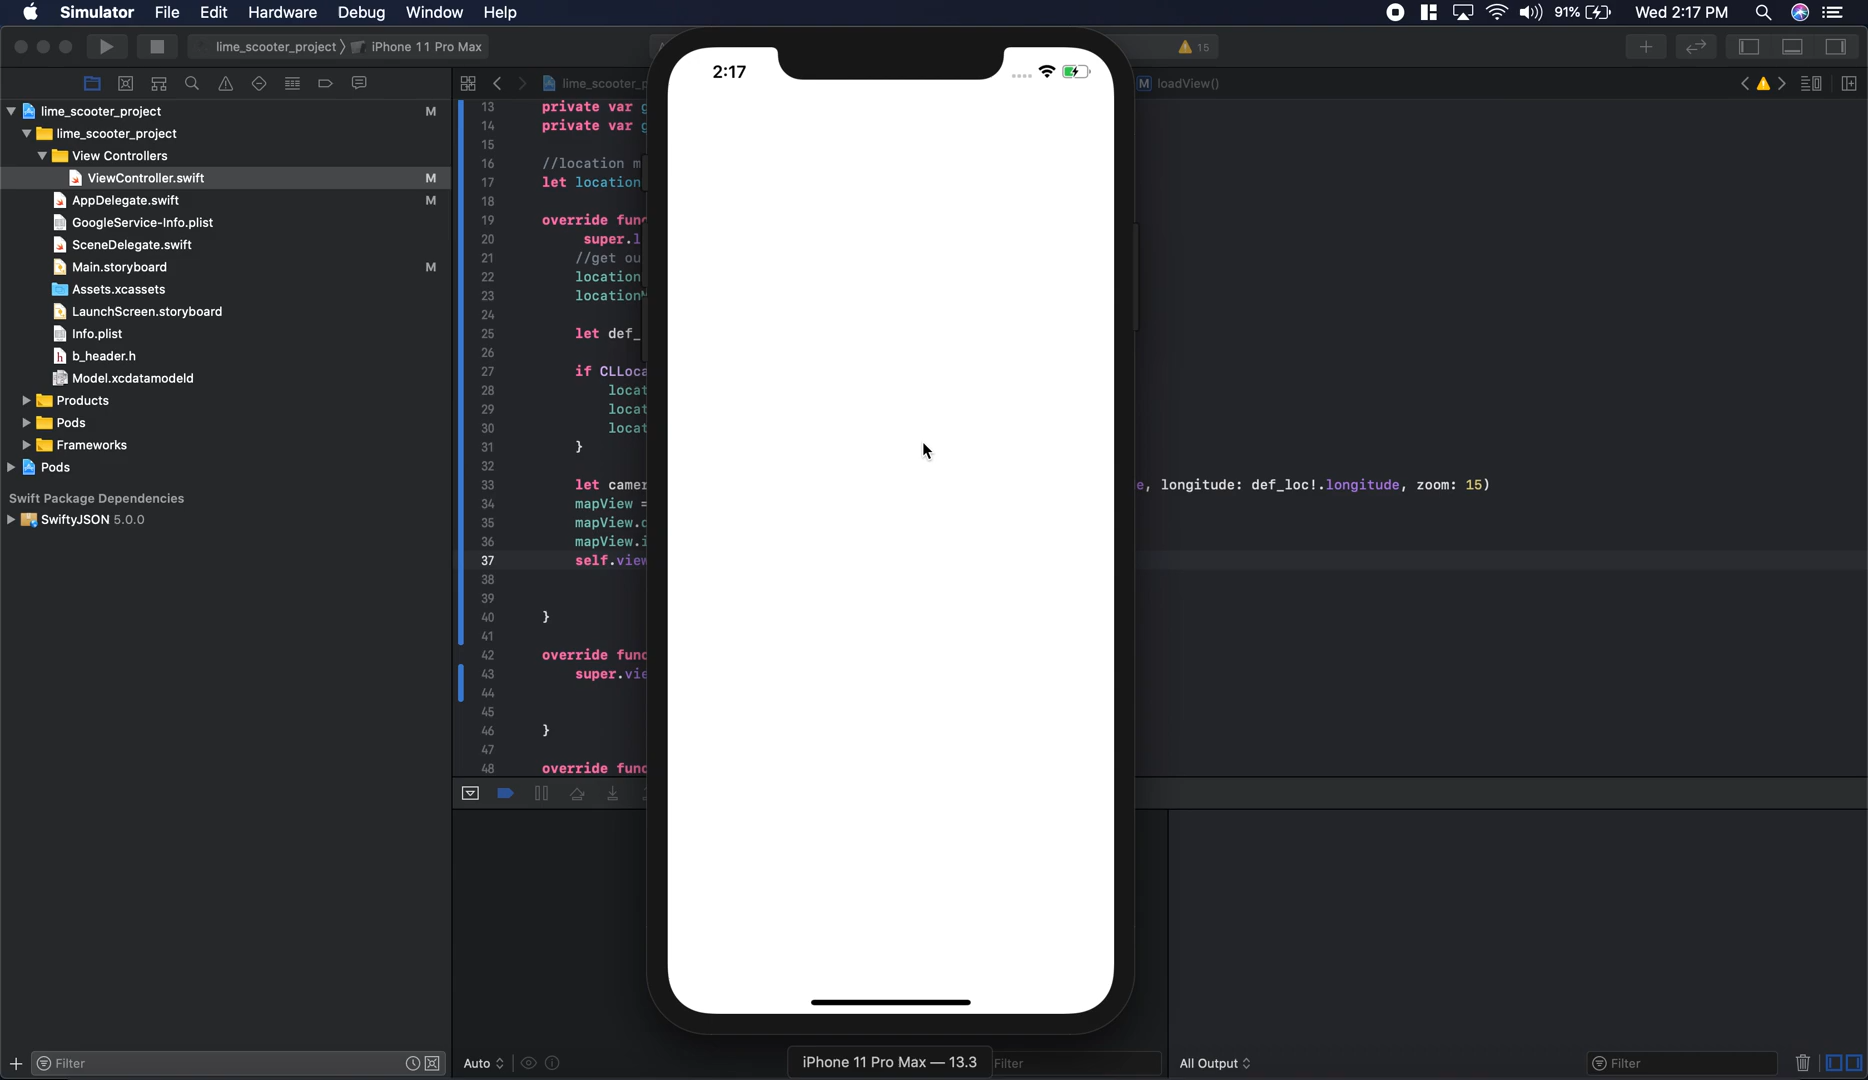 Simulator File Edit Hardware Debug Window Help 91% Wed 2:17 PM
lime_scooter_project iPhone 11 Pro Max 15
lime_scooter_p M loadView()
2:17
lime_scooter_project M
lime_scooter_project
View Controllers
ViewController.swift M
AppDelegate.swift M
GoogleService-Info.plist
SceneDelegate.swift
Main.storyboard M
Assets.xcassets
LaunchScreen.storyboard
Info.plist
b_header.h
Model.xcdatamodeld
Products
Pods
Frameworks
Pods
Swift Package Dependencies
SwiftyJSON 5.0.0
13 private var g
14 private var g
15
16 //location m
17 let location
18
19 override func
20 super.l
21 //get ou
22 location
23 locationM
24
25 let def_
26
27 if CLLoca
28 locat
29 locat
30 locat
31 }
32
33 let camer e, longitude: def_loc!.longitude, zoom: 15)
34 mapView =
35 mapView.d
36 mapView.i
37 self.view
38
39
40 }
41
42 override func
43 super.vie
44
45
46 }
47
48 override func
Filter Auto iPhone 11 Pro Max — 13.3 Filter All Output Filter